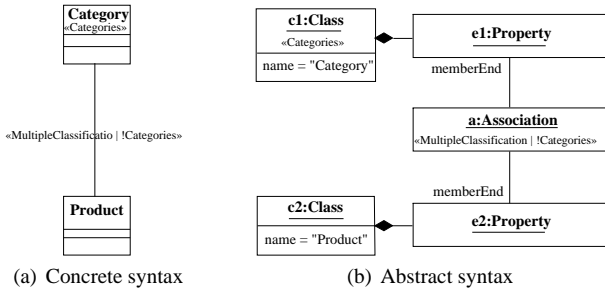 Category
«Categories»
«MultipleClassificatio | !Categories»
Product
(a) Concrete syntax
c1:Class
«Categories»
name = "Category"
e1:Property
memberEnd
a:Association
«MultipleClassification | !Categories»
memberEnd
c2:Class
name = "Product"
e2:Property
(b) Abstract syntax